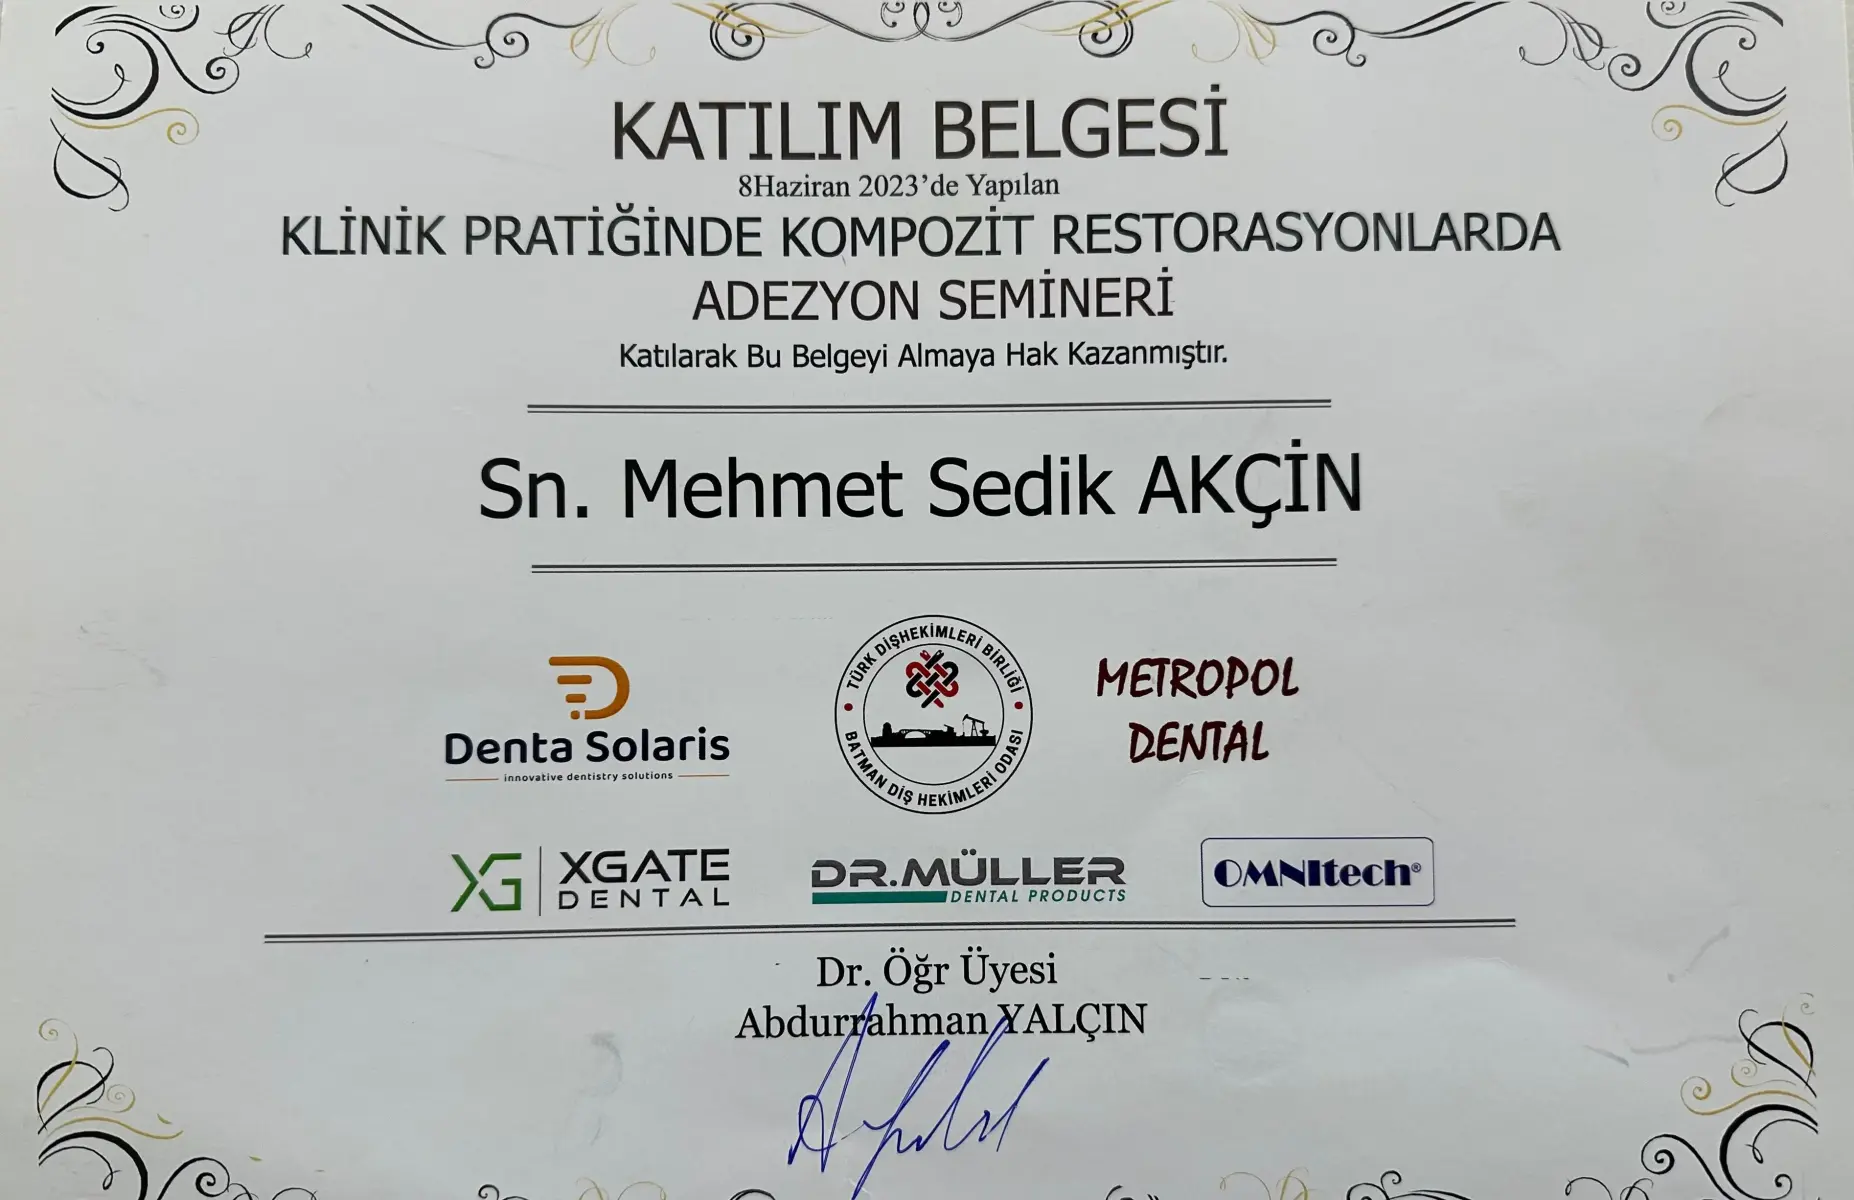 KATILIM BELGESİ
8Haziran 2023'de Yapılan
KLİNİK PRATİĞİNDE KOMPOZİT RESTORASYONLARDA
ADEZYON SEMİNERİ
Katılarak Bu Belgeyi Almaya Hak Kazanmıştır.
Sn. Mehmet Sedik AKÇİN
Denta Solaris
innovative dentistry solutions
TÜRK DİŞHEKİMLERİ BİRLİĞİ
BATMAN DİŞ HEKİMLERİ ODASI
METROPOL
DENTAL
XG XGATE
DENTAL
DR.MÜLLER
DENTAL PRODUCTS
OMNItech®
Dr. Öğr Üyesi
Abdurrahman YALÇIN